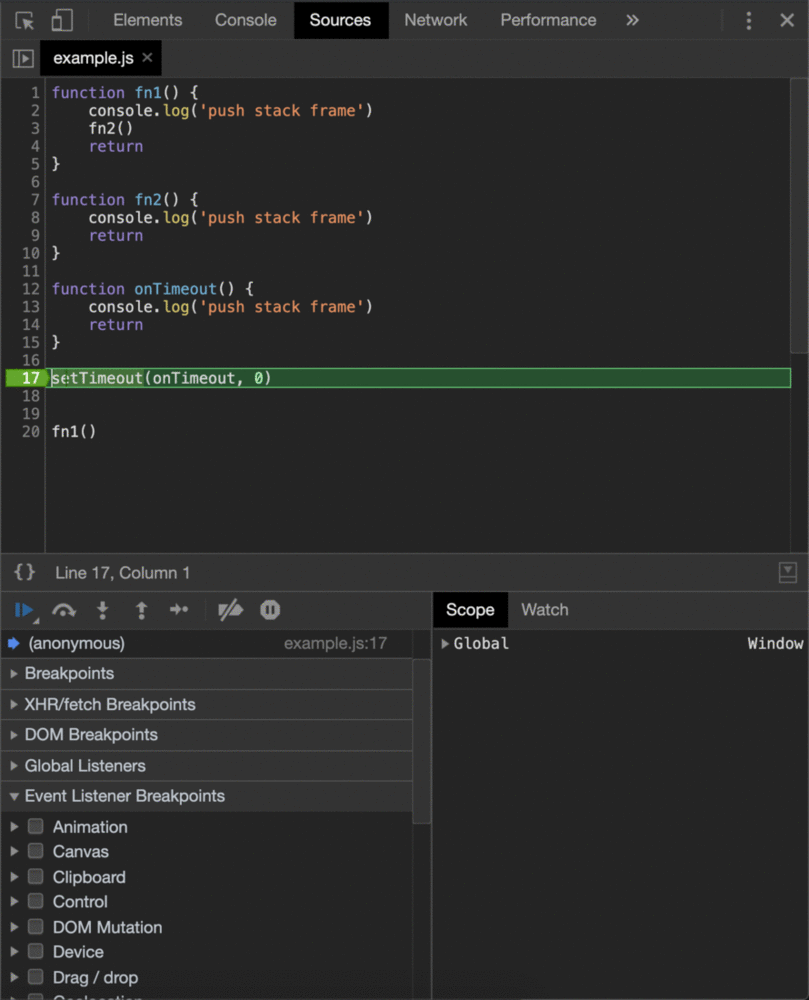 Elements Console Sources Network Performance »
example.js ×
1 function fn1() {
2 console.log('push stack frame')
3 fn2()
4 return
5 }
6
7 function fn2() {
8 console.log('push stack frame')
9 return
10 }
11
12 function onTimeout() {
13 console.log('push stack frame')
14 return
15 }
16
17 setTimeout(onTimeout, 0)
18
19
20 fn1()
{} Line 17, Column 1
Scope Watch
(anonymous) example.js:17
Global Window
Breakpoints
XHR/fetch Breakpoints
DOM Breakpoints
Global Listeners
Event Listener Breakpoints
Animation
Canvas
Clipboard
Control
DOM Mutation
Device
Drag / drop